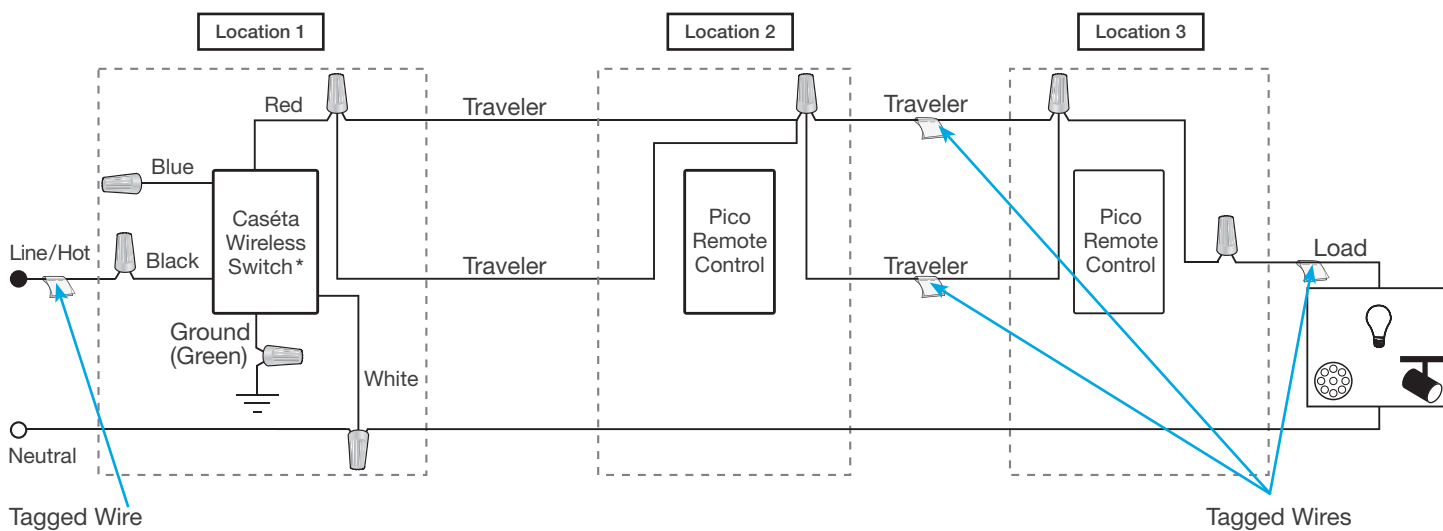 Location 1
Location 2
Location 3
Red
Traveler
Traveler
Blue
Caséta
Wireless
Switch*
Pico
Remote
Control
Pico
Remote
Control
Line/Hot
Black
Traveler
Traveler
Load
Ground
(Green)
White
Neutral
Tagged Wire
Tagged Wires